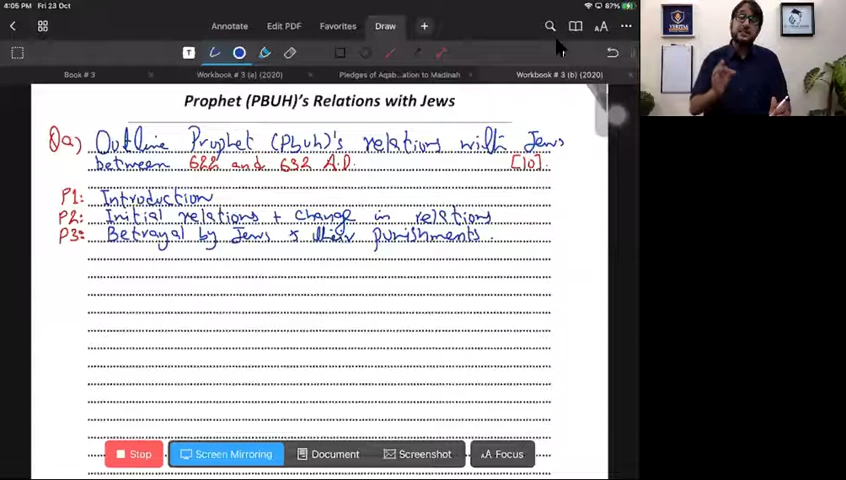 4:05 PM Fri 23 Oct
87%
Annotate Edit PDF Favorites Draw
Book # 3 Workbook # 3 (a) (2020) Pledges of Aqab...ation to Madinah Workbook # 3 (b) (2020)
Prophet (PBUH)'s Relations with Jews
Qa) Outline Prophet (Pbuh)'s relations with Jews
between 622 and 632 A.D. [10].
P1: Introduction
P2: Initial relations + change in relations
P3: Betrayal by Jews & their punishments.
Stop Screen Mirroring Document Screenshot AA Focus